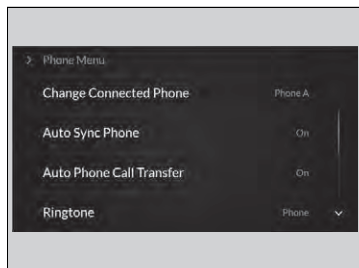 Phone Menu
Change Connected Phone Phone A
Auto Sync Phone On
Auto Phone Call Transfer On
Ringtone Phone